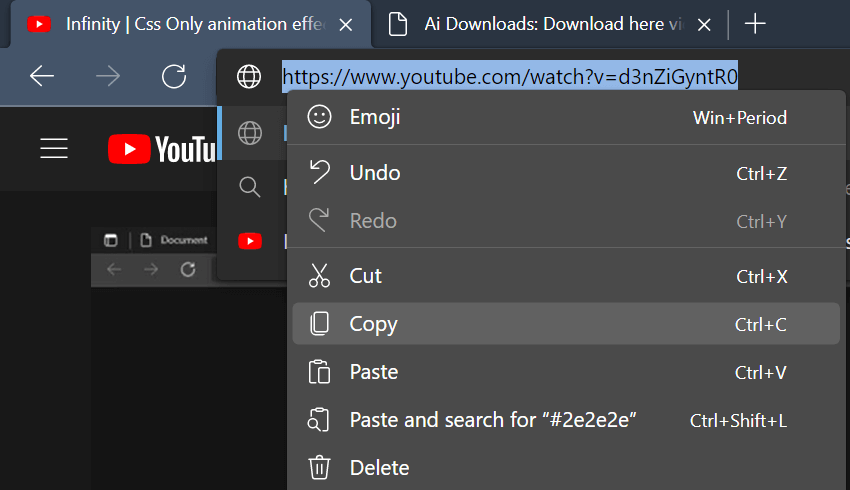 Infinity | Css Only animation effe
Ai Downloads: Download here vi
https://www.youtube.com/watch?v=d3nZiGyntR0
Emoji Win+Period
YouTu
Undo Ctrl+Z
Redo Ctrl+Y
Document
Cut Ctrl+X
Copy Ctrl+C
Paste Ctrl+V
Paste and search for “#2e2e2e” Ctrl+Shift+L
Delete